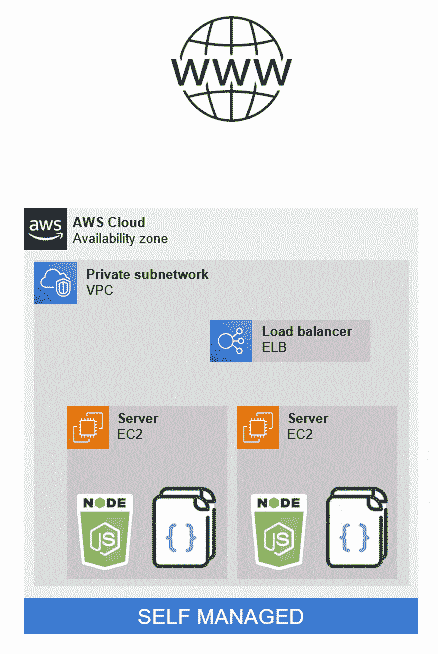 WWW
aws
AWS Cloud
Availability zone
Private subnetwork
VPC
Load balancer
ELB
Server
EC2
Server
EC2
NODE
JS
{ }
NODE
JS
{ }
SELF MANAGED